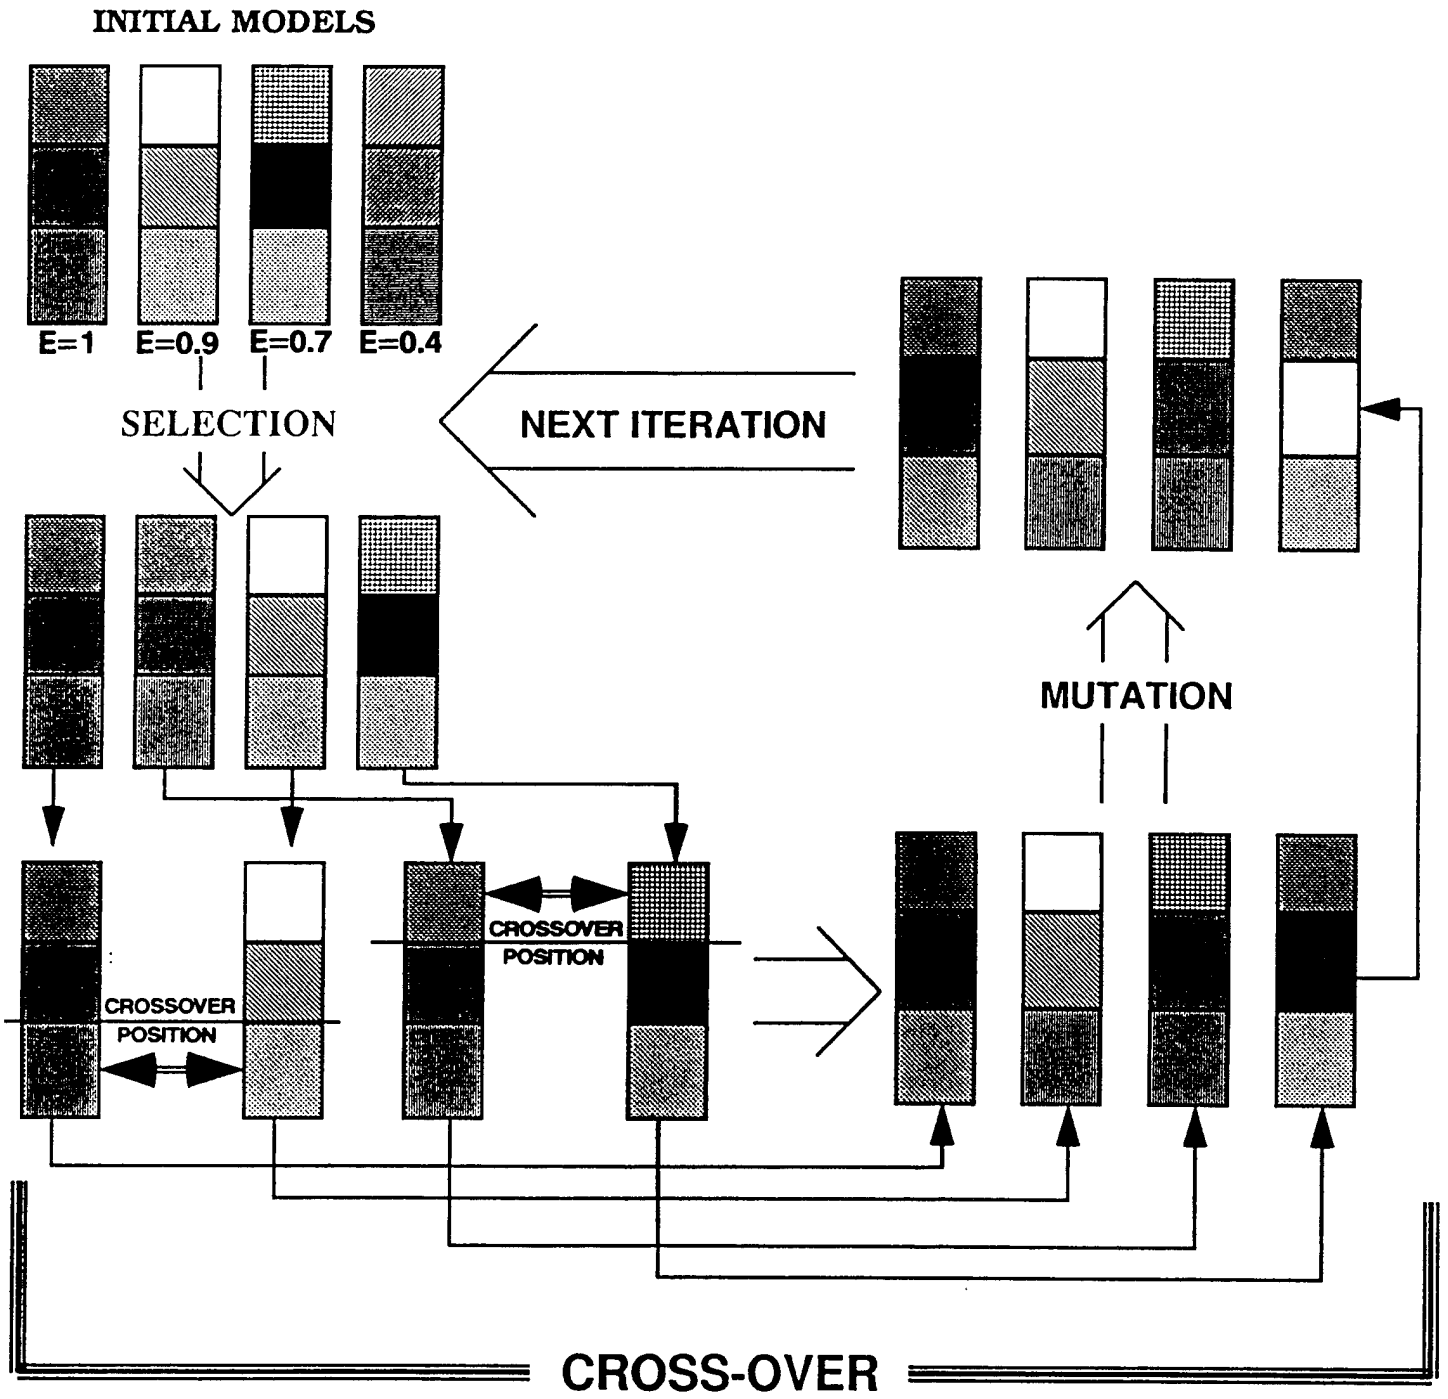 INITIAL MODELS
E=1 E=0.9 E=0.7 E=0.4
SELECTION
NEXT ITERATION
MUTATION
CROSSOVER
POSITION
CROSSOVER
POSITION
CROSS-OVER